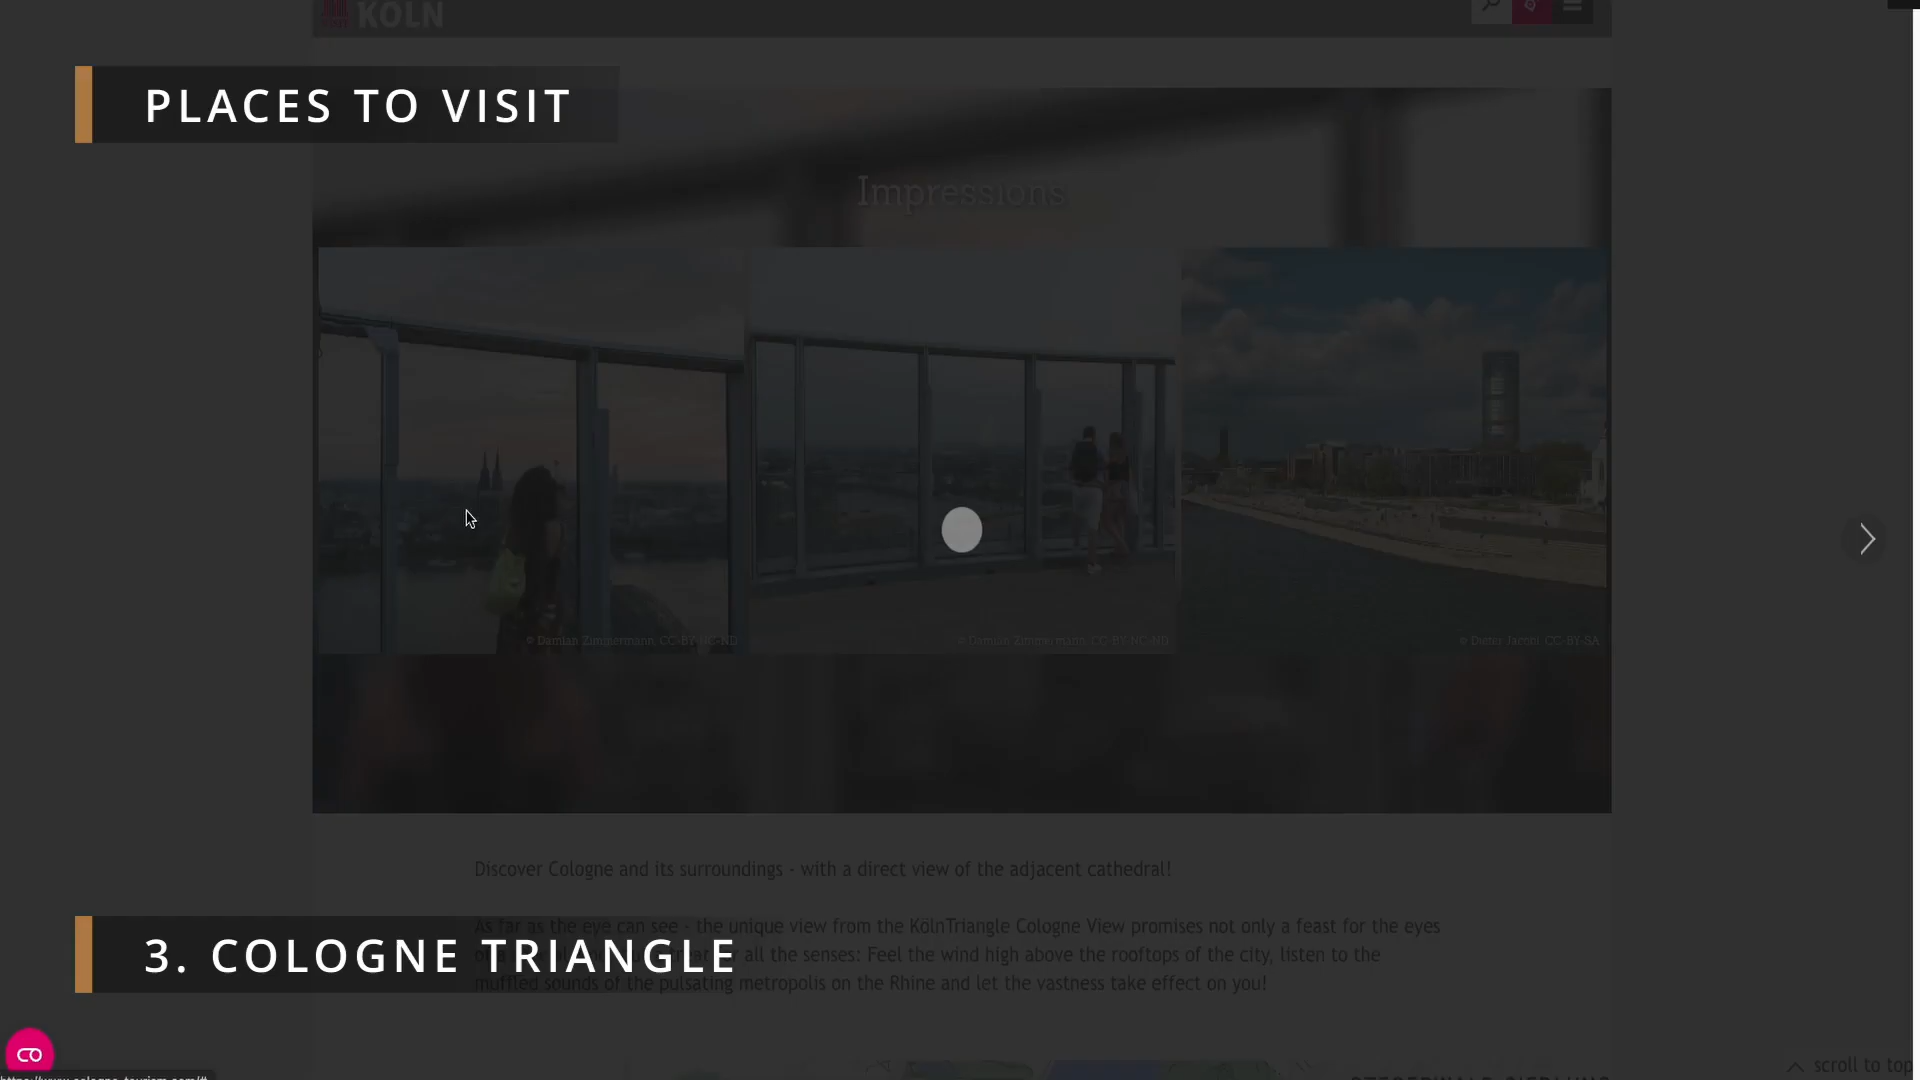 KÖLN
PLACES TO VISIT
Impressions
© Damian Zimmermann, CC-BY-NC-ND
© Damian Zimmermann, CC-BY-NC-ND
© Dieter Jacobi, CC-BY-SA
Discover Cologne and its surroundings - with a direct view of the adjacent cathedral!
As far as the eye can see - the unique view from the KölnTriangle Cologne View promises not only a feast for the eyes
all the senses: Feel the wind high above the rooftops of the city, listen to the
muffled sounds of the pulsating metropolis on the Rhine and let the vastness take effect on you!
3. COLOGNE TRIANGLE
scroll to top